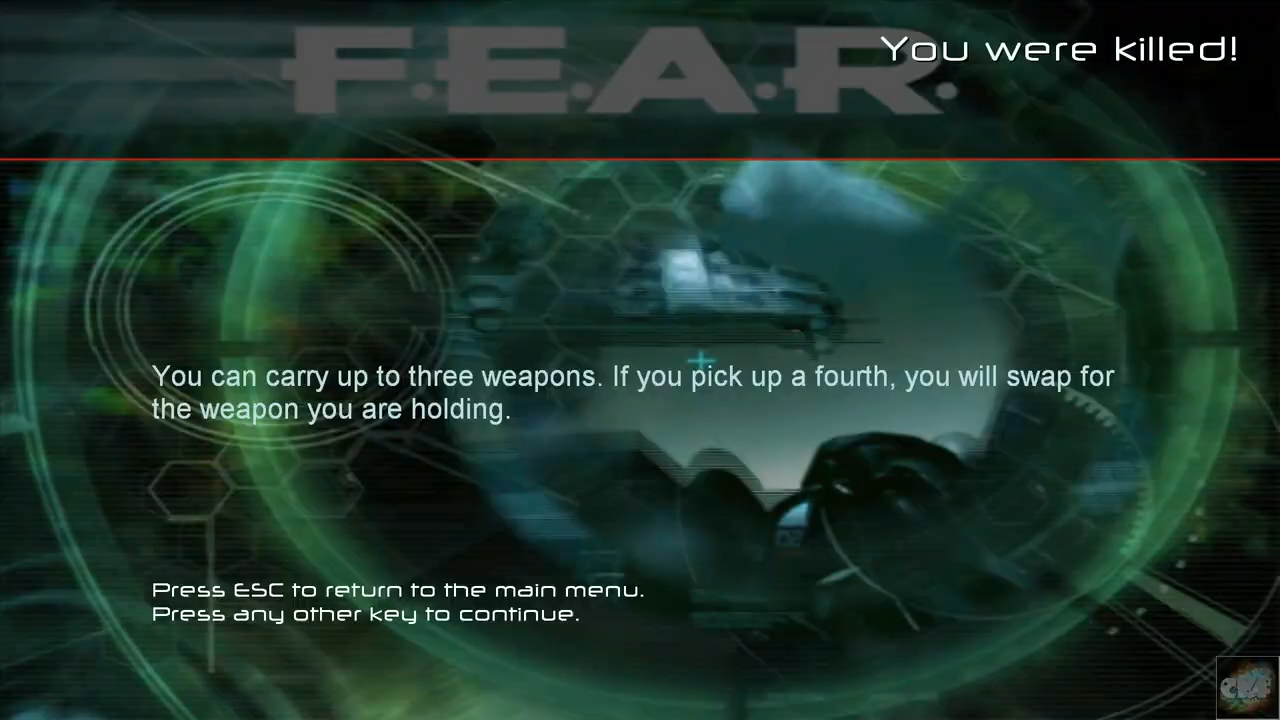 F.E.A.R.
You were killed!
You can carry up to three weapons. If you pick up a fourth, you will swap for
the weapon you are holding.
Press ESC to return to the main menu.
Press any other key to continue.